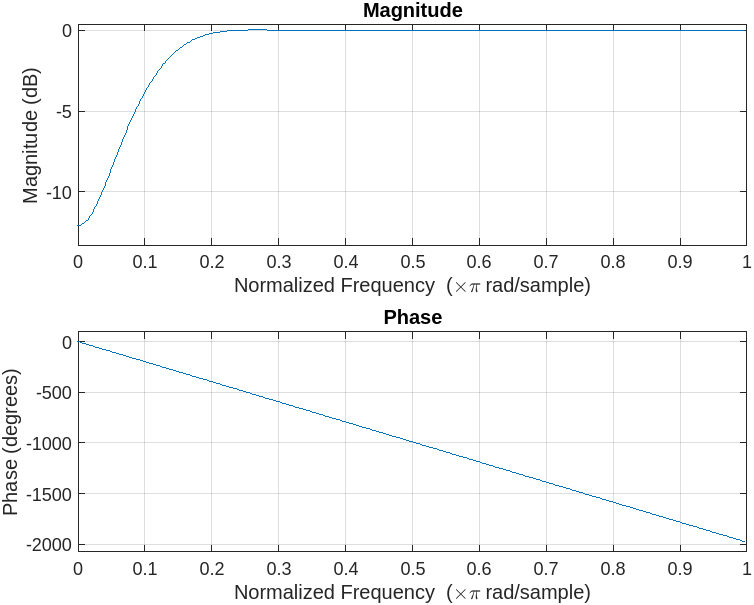 Magnitude
Magnitude (dB)
0
-5
-10
0 0.1 0.2 0.3 0.4 0.5 0.6 0.7 0.8 0.9 1
Normalized Frequency (×π rad/sample)
Phase
Phase (degrees)
0
-500
-1000
-1500
-2000
0 0.1 0.2 0.3 0.4 0.5 0.6 0.7 0.8 0.9 1
Normalized Frequency (×π rad/sample)